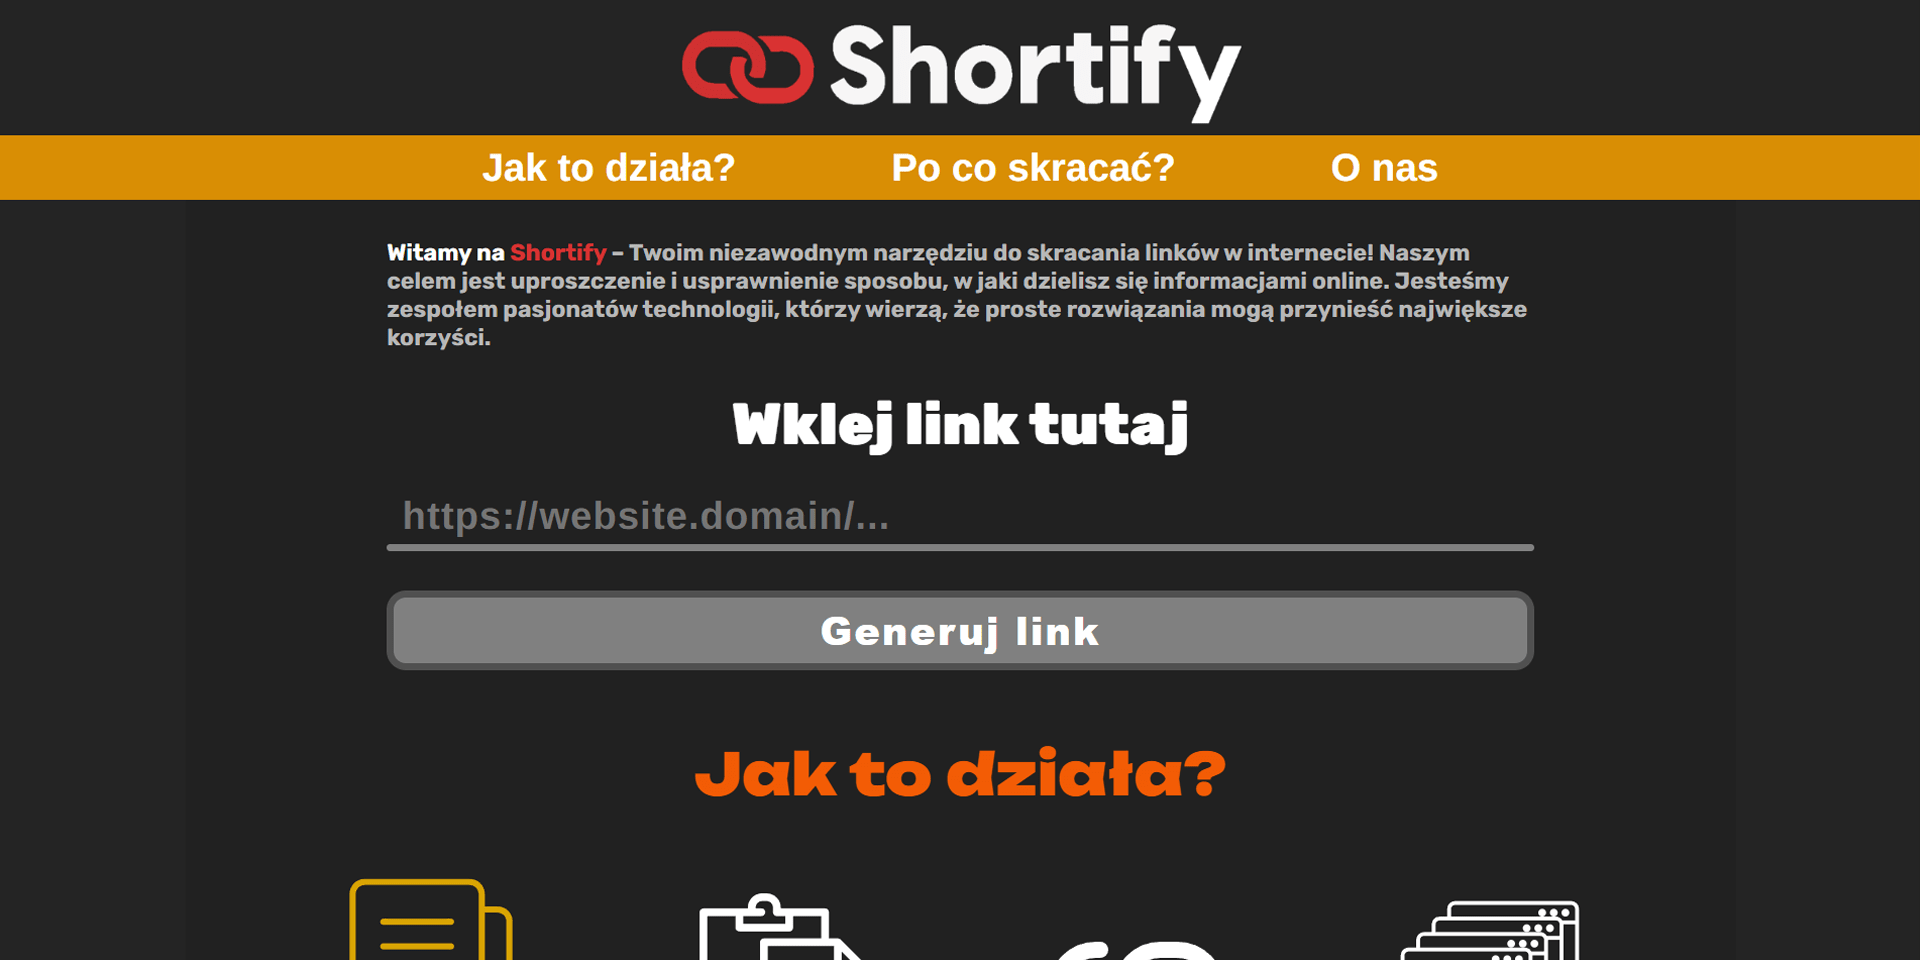 Shortify
Jak to działa?
Po co skracać?
O nas
Witamy na Shortify – Twoim niezawodnym narzędziu do skracania linków w internecie! Naszym
celem jest uproszczenie i usprawnienie sposobu, w jaki dzielisz się informacjami online. Jesteśmy
zespołem pasjonatów technologii, którzy wierzą, że proste rozwiązania mogą przynieść największe
korzyści.
Wklej link tutaj
https://website.domain/...
Generuj link
Jak to działa?